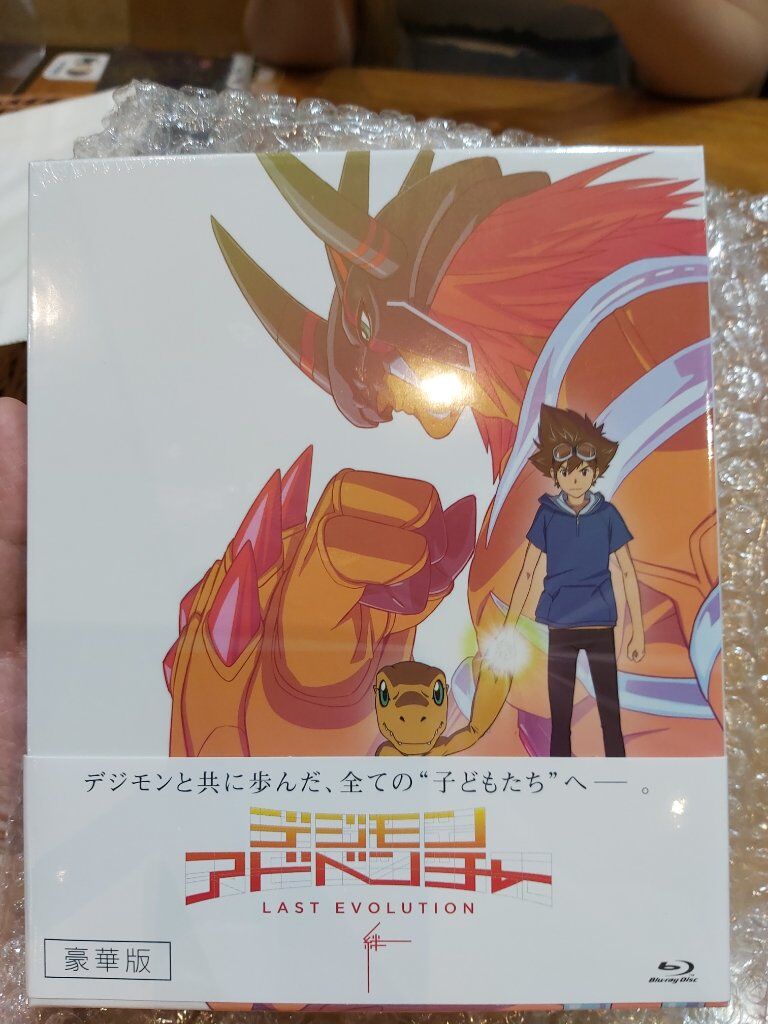 デジモンと共に歩んだ、全ての“子どもたち”へ―。
デジモン
アドベンチャー
LAST EVOLUTION
絆
豪華版
Blu-ray Disc